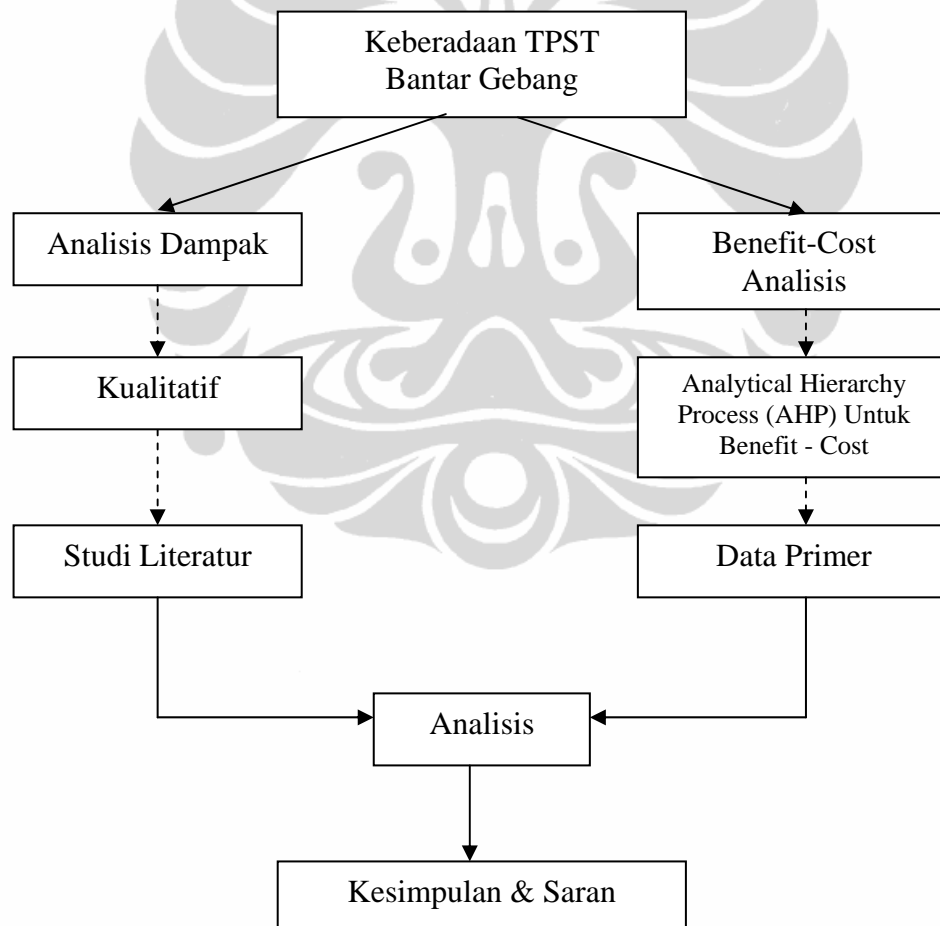 Keberadaan TPST
Bantar Gebang
Analisis Dampak
Benefit-Cost
Analisis
Kualitatif
Analytical Hierarchy
Process (AHP) Untuk
Benefit - Cost
Studi Literatur
Data Primer
Analisis
Kesimpulan & Saran